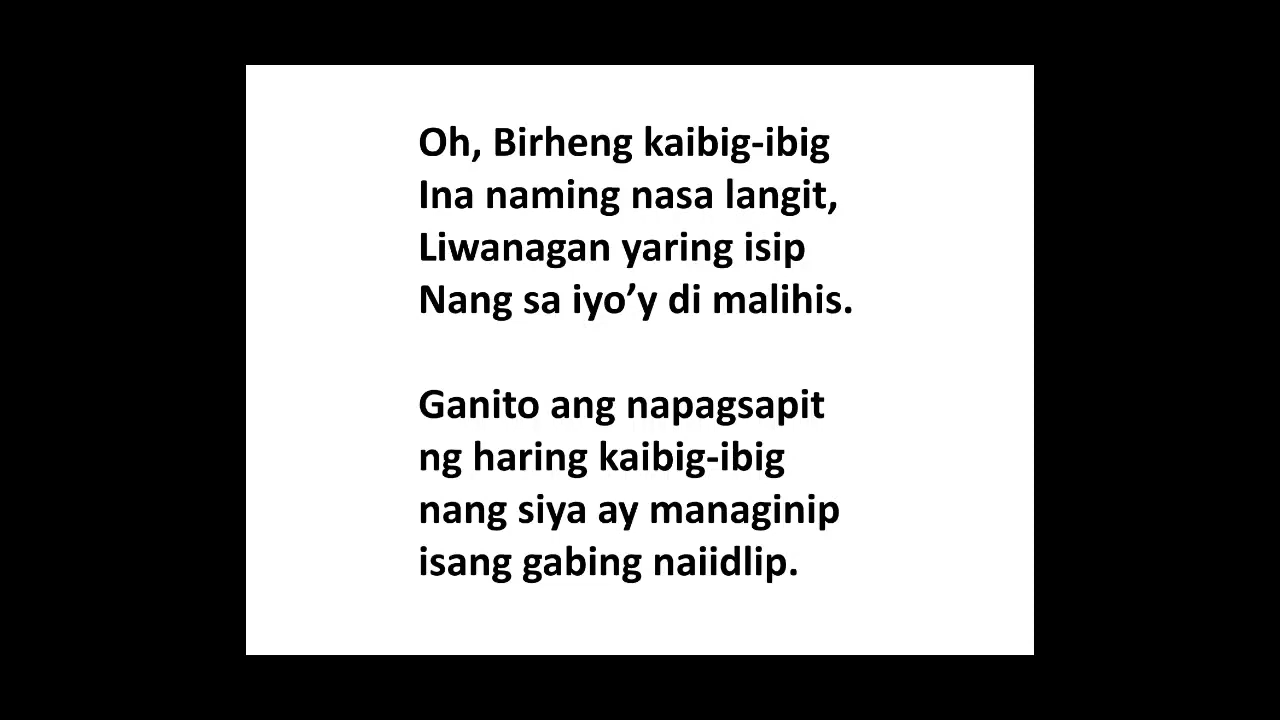 Oh, Birheng kaibig-ibig
Ina naming nasa langit,
Liwanagan yaring isip
Nang sa iyo’y di malihis.
Ganito ang napagsapit
ng haring kaibig-ibig
nang siya ay managinip
isang gabing naiidlip.